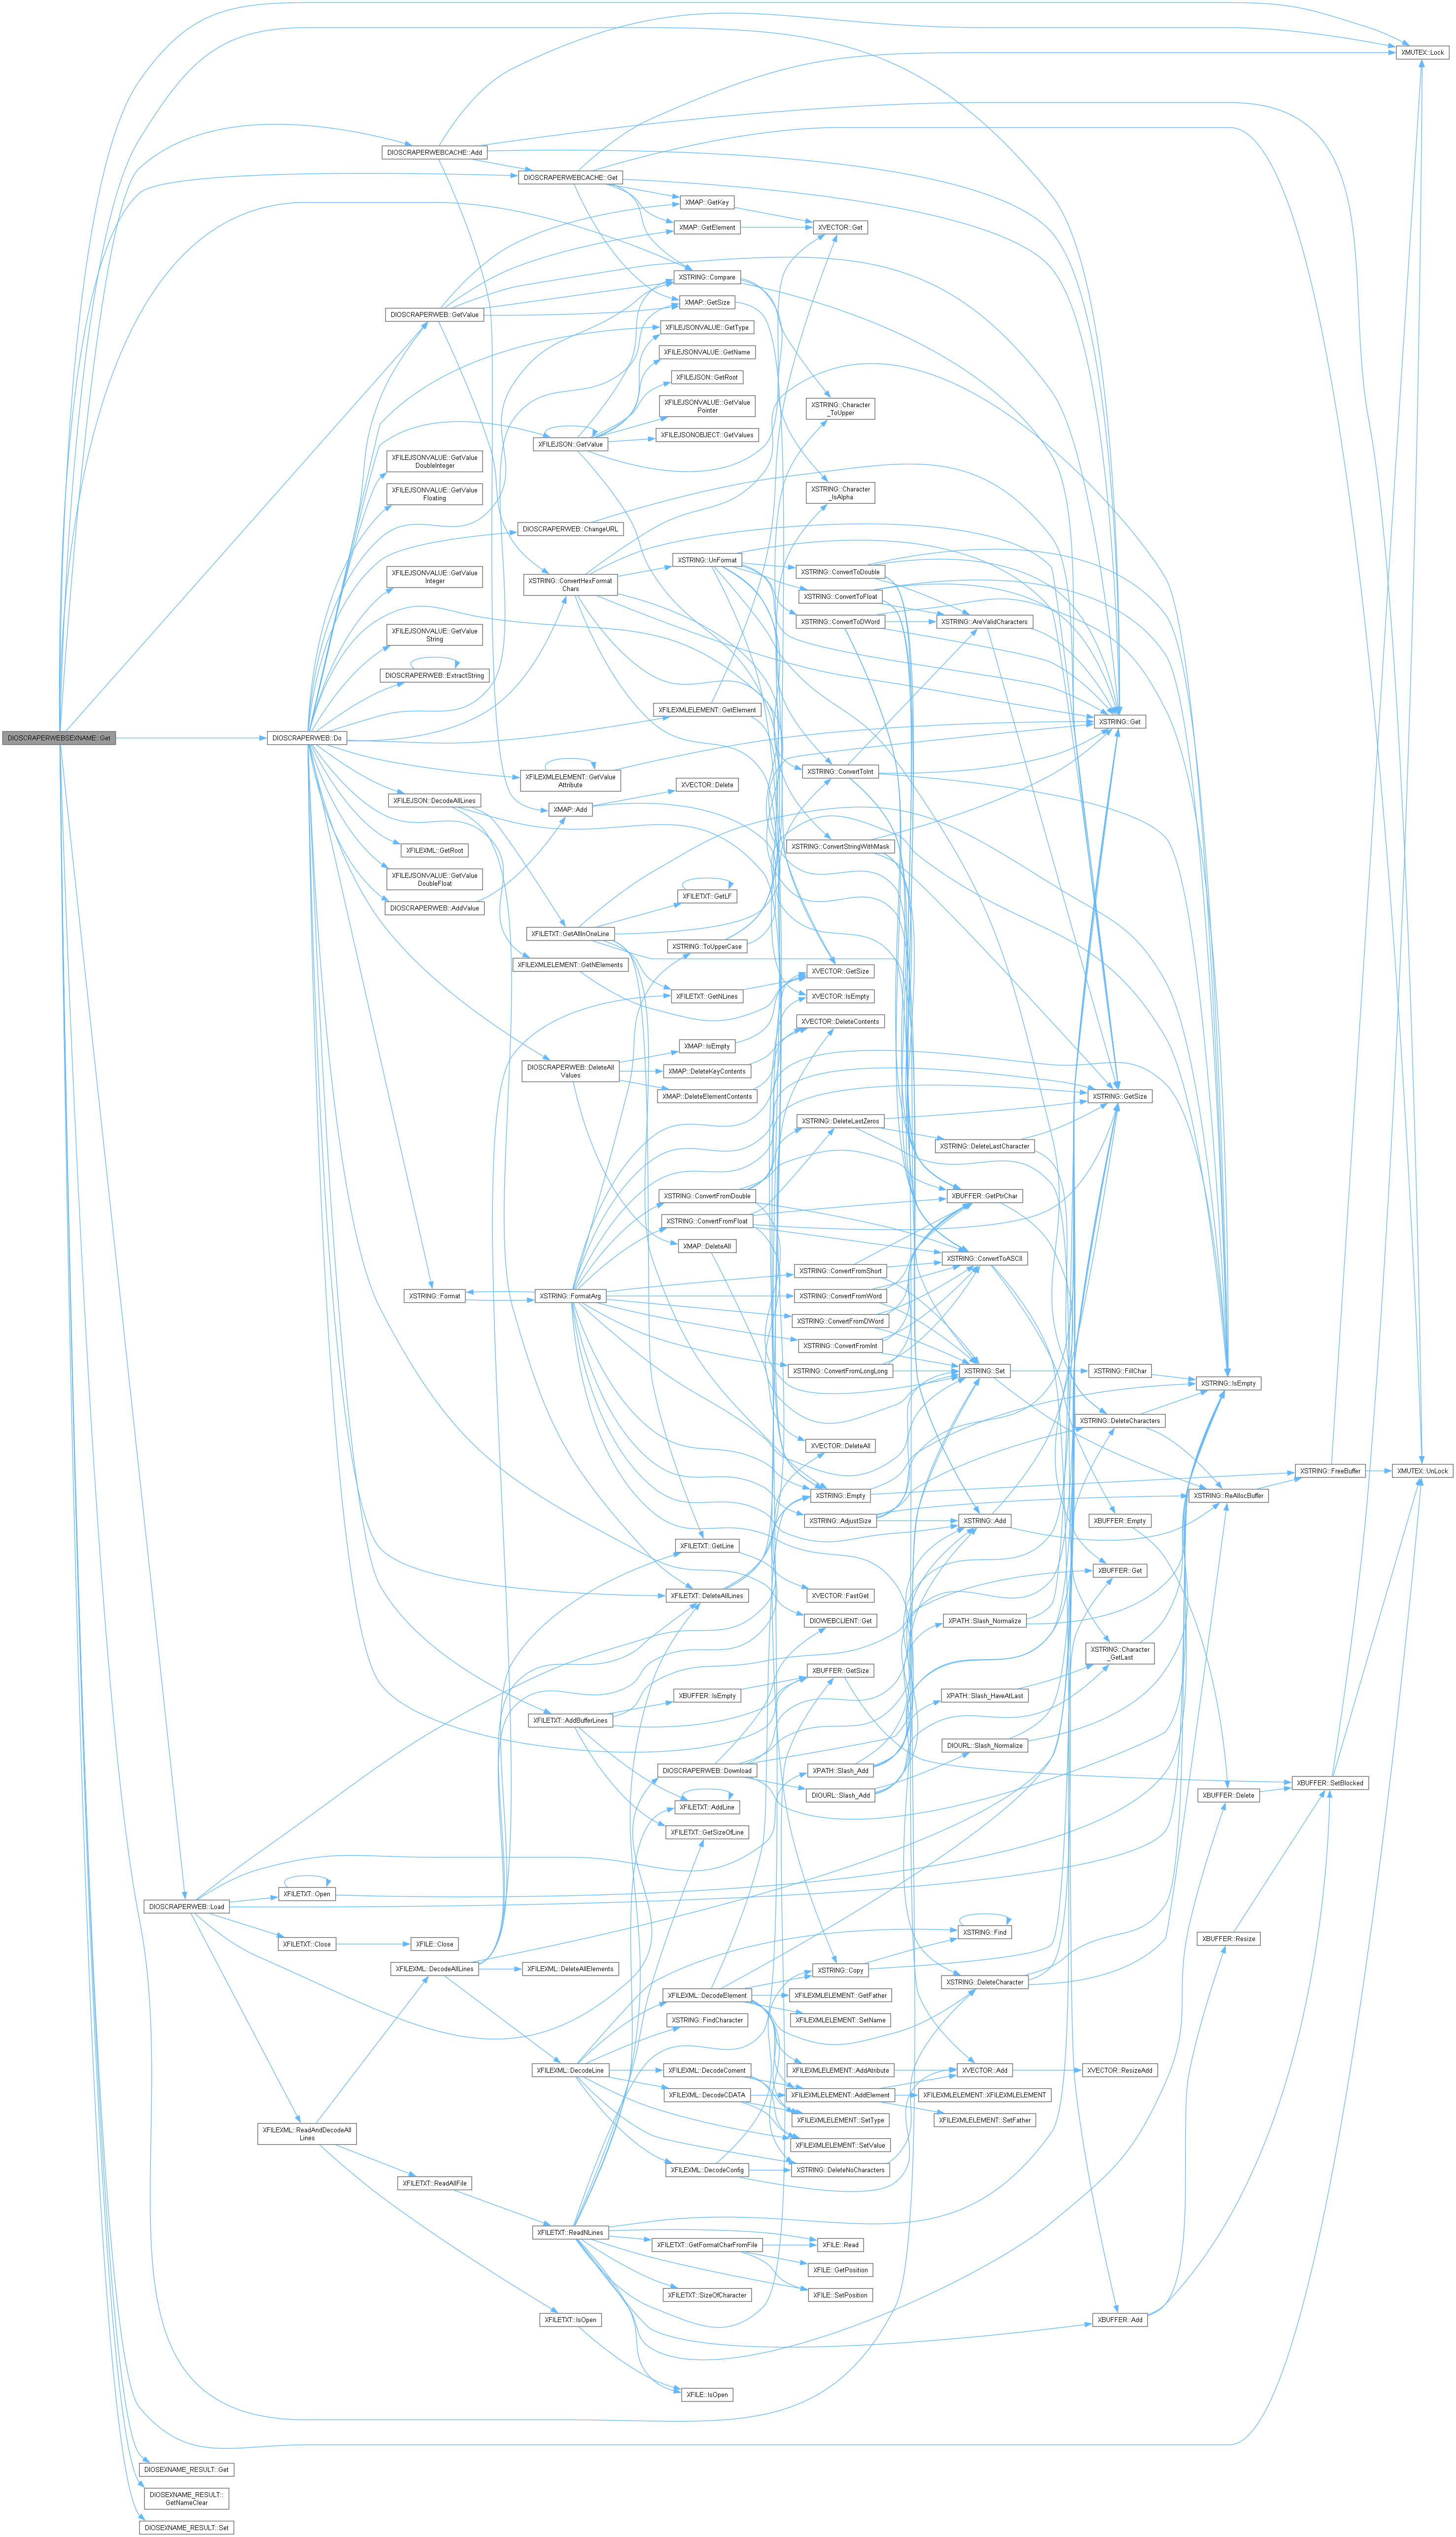 XMUTEX::Lock
DIOSCRAPERWEBCACHE::Add
DIOSCRAPERWEBCACHE::Get
XMAP::GetKey
XMAP::GetElement
XVECTOR::Get
XSTRING::Compare
XMAP::GetSize
DIOSCRAPERWEB::GetValue
XFILEJSONVALUE::GetType
XFILEJSONVALUE::GetName
XFILEJSON::GetRoot
XFILEJSONVALUE::GetValue
Pointer
XSTRING::Character
_ToUpper
XFILEJSONOBJECT::GetValues
XFILEJSON::GetValue
XFILEJSONVALUE::GetValue
DoubleInteger
XFILEJSONVALUE::GetValue
Floating
XSTRING::Character
_IsAlpha
DIOSCRAPERWEB::ChangeURL
XSTRING::UnFormat
XSTRING::ConvertToDouble
XFILEJSONVALUE::GetValue
Integer
XSTRING::ConvertHexFormat
Chars
XSTRING::ConvertToFloat
XSTRING::ConvertToDWord
XSTRING::AreValidCharacters
XFILEJSONVALUE::GetValue
String
DIOSCRAPERWEB::ExtractString
XFILEXMLELEMENT::GetElement
XSTRING::Get
DIOSCRAPERWEBSEXNAME::Get
DIOSCRAPERWEB::Do
XFILEXMLELEMENT::GetValue
Attribute
XSTRING::ConvertToInt
XVECTOR::Delete
XFILEJSON::DecodeAllLines
XMAP::Add
XFILEXML::GetRoot
XSTRING::ConvertStringWithMask
XFILEJSONVALUE::GetValue
DoubleFloat
XFILETXT::GetLF
DIOSCRAPERWEB::AddValue
XFILETXT::GetAllInOneLine
XSTRING::ToUpperCase
XFILEXMLELEMENT::GetNElements
XVECTOR::GetSize
XFILETXT::GetNLines
XVECTOR::IsEmpty
XVECTOR::DeleteContents
XMAP::IsEmpty
DIOSCRAPERWEB::DeleteAll
Values
XMAP::DeleteKeyContents
XMAP::DeleteElementContents
XSTRING::GetSize
XSTRING::DeleteLastZeros
XSTRING::DeleteLastCharacter
XSTRING::ConvertFromDouble
XBUFFER::GetPtrChar
XSTRING::ConvertFromFloat
XMAP::DeleteAll
XSTRING::ConvertToASCII
XSTRING::ConvertFromShort
XSTRING::Format
XSTRING::FormatArg
XSTRING::ConvertFromWord
XSTRING::ConvertFromDWord
XSTRING::ConvertFromInt
XSTRING::ConvertFromLongLong
XSTRING::Set
XSTRING::FillChar
XSTRING::IsEmpty
XSTRING::DeleteCharacters
XVECTOR::DeleteAll
XSTRING::FreeBuffer
XMUTEX::UnLock
XSTRING::Empty
XSTRING::ReAllocBuffer
XSTRING::AdjustSize
XSTRING::Add
XBUFFER::Empty
XFILETXT::GetLine
XBUFFER::Get
XFILETXT::DeleteAllLines
XVECTOR::FastGet
DIOWEBCLIENT::Get
XPATH::Slash_Normalize
XSTRING::Character
_GetLast
XBUFFER::GetSize
XBUFFER::IsEmpty
XPATH::Slash_HaveAtLast
XFILETXT::AddBufferLines
DIOURL::Slash_Normalize
DIOSCRAPERWEB::Download
XPATH::Slash_Add
XBUFFER::SetBlocked
DIOURL::Slash_Add
XBUFFER::Delete
XFILETXT::AddLine
XFILETXT::GetSizeOfLine
XFILETXT::Open
DIOSCRAPERWEB::Load
XSTRING::Find
XFILETXT::Close
XFILE::Close
XBUFFER::Resize
XFILEXML::DecodeAllLines
XFILEXML::DeleteAllElements
XSTRING::Copy
XSTRING::DeleteCharacter
XFILEXML::DecodeElement
XFILEXMLELEMENT::GetFather
XFILEXMLELEMENT::SetName
XSTRING::FindCharacter
XFILEXML::DecodeLine
XFILEXML::DecodeComent
XFILEXMLELEMENT::AddAtribute
XVECTOR::Add
XVECTOR::ResizeAdd
XFILEXML::DecodeCDATA
XFILEXMLELEMENT::AddElement
XFILEXMLELEMENT::XFILEXMLELEMENT
XFILEXMLELEMENT::SetType
XFILEXMLELEMENT::SetFather
XFILEXML::ReadAndDecodeAll
Lines
XFILEXMLELEMENT::SetValue
XFILEXML::DecodeConfig
XSTRING::DeleteNoCharacters
XFILETXT::ReadAllFile
XFILETXT::ReadNLines
XFILETXT::GetFormatCharFromFile
XFILE::Read
XFILE::GetPosition
XFILETXT::SizeOfCharacter
XFILE::SetPosition
XFILETXT::IsOpen
XBUFFER::Add
XFILE::IsOpen
DIOSEXNAME_RESULT::Get
DIOSEXNAME_RESULT::
GetNameClear
DIOSEXNAME_RESULT::Set